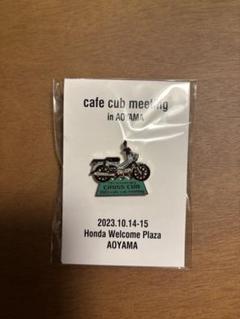 cafe cub meeting
in AOYAMA
CROSS CUB
2023.10.14-15
Honda Welcome Plaza
AOYAMA